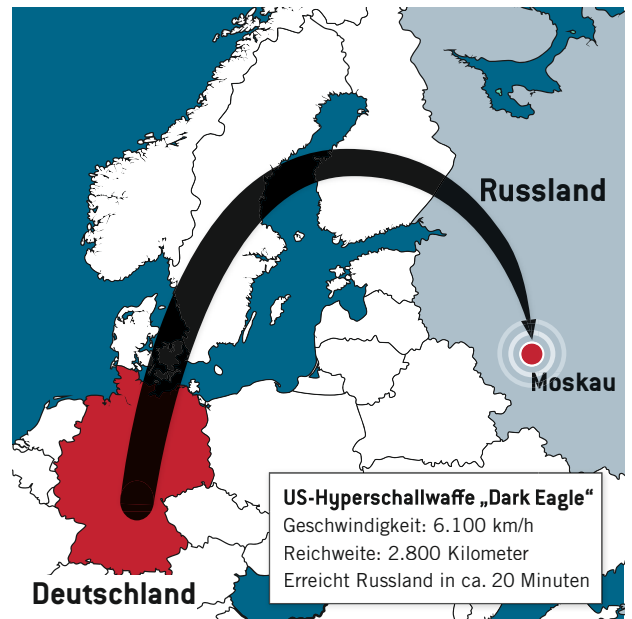 Russland
Moskau
US-Hyperschallwaffe „Dark Eagle“
Geschwindigkeit: 6.100 km/h
Reichweite: 2.800 Kilometer
Erreicht Russland in ca. 20 Minuten
Deutschland